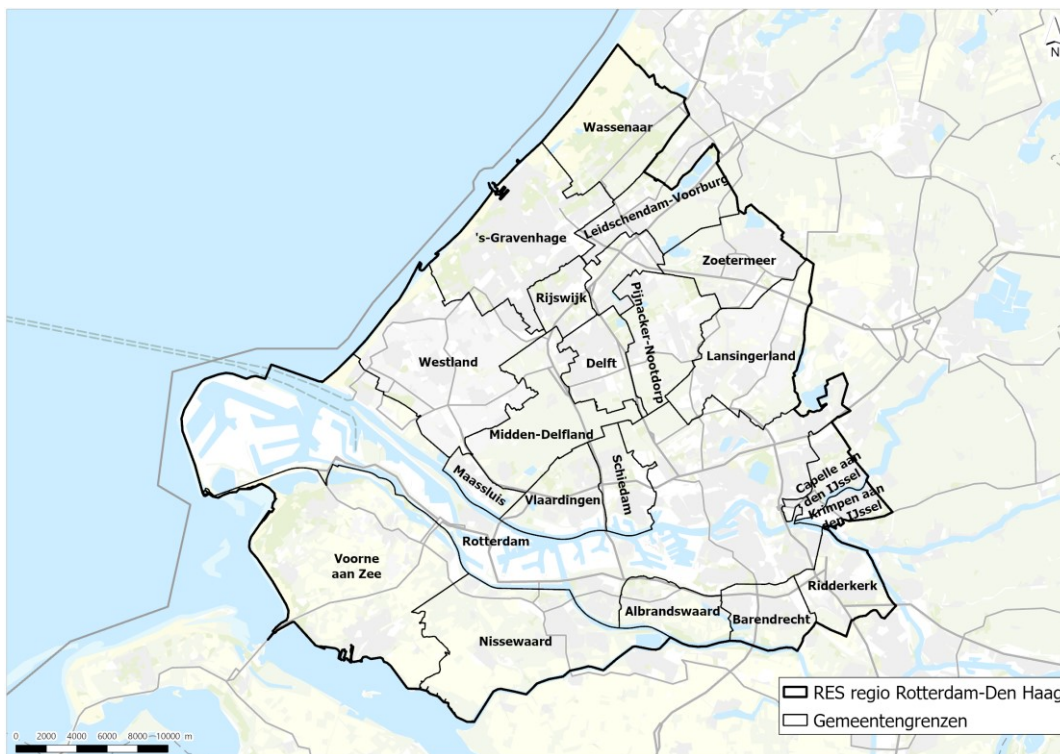 N
Wassenaar
Leidschendam-Voorburg
's-Gravenhage
Zoetermeer
Rijswijk
Pijnacker-Nootdorp
Westland
Delft
Lansingerland
Midden-Delfland
Maassluis
Vlaardingen
Schiedam
Capelle aan
den IJssel
Krimpen aan
den IJssel
Rotterdam
Voorne
aan Zee
Ridderkerk
Albrandswaard
Barendrecht
Nissewaard
RES regio Rotterdam-Den Haag
Gemeentengrenzen
0 2000 4000 6000 8000 10000 m